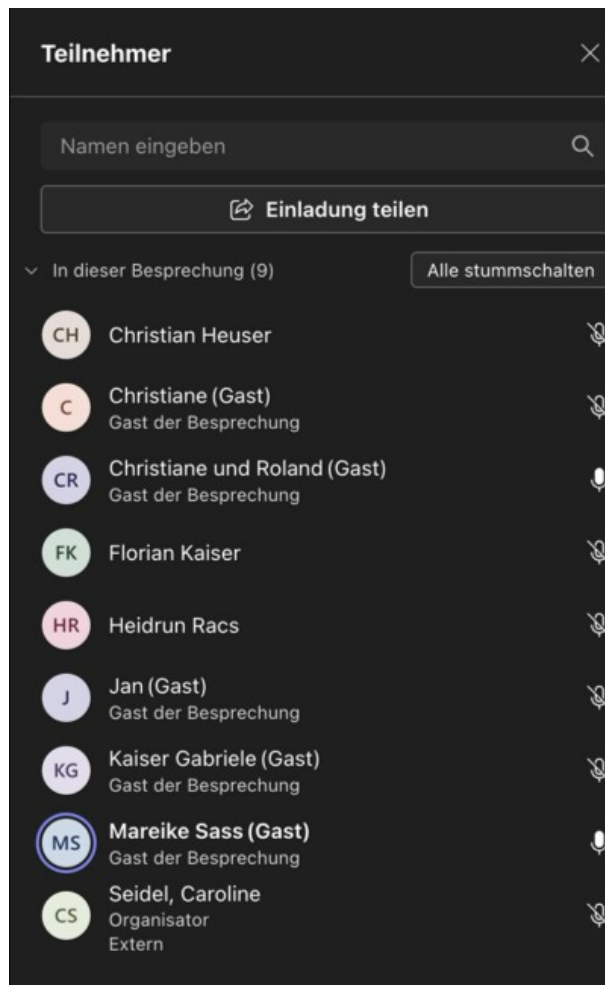 Teilnehmer
Namen eingeben
Einladung teilen
In dieser Besprechung (9)
Alle stummschalten
CH
Christian Heuser
C
Christiane (Gast)
Gast der Besprechung
CR
Christiane und Roland (Gast)
Gast der Besprechung
FK
Florian Kaiser
HR
Heidrun Racs
J
Jan (Gast)
Gast der Besprechung
KG
Kaiser Gabriele (Gast)
Gast der Besprechung
MS
Mareike Sass (Gast)
Gast der Besprechung
CS
Seidel, Caroline
Organisator
Extern